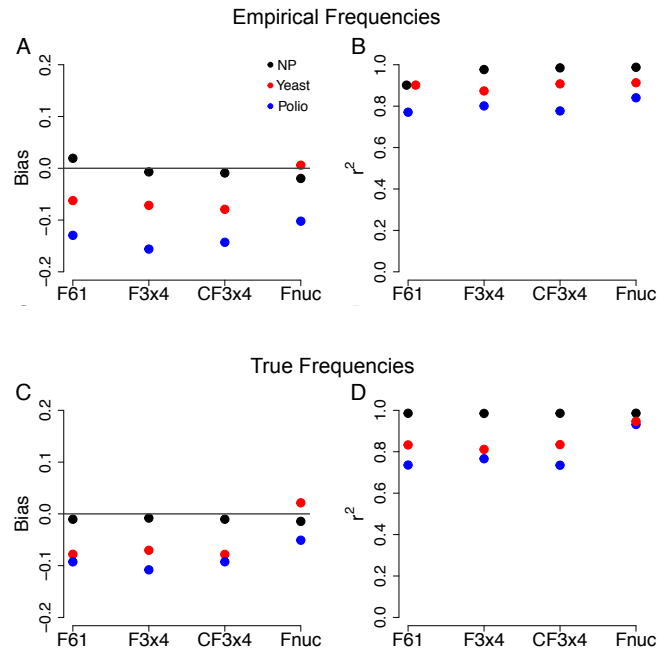 Empirical Frequencies
A
B
NP
Yeast
Polio
Bias
0.2
0.1
0.0
−0.1
−0.2
F61 F3x4 CF3x4 Fnuc
r²
1.0
0.8
0.6
0.4
0.2
0.0
F61 F3x4 CF3x4 Fnuc
True Frequencies
C
D
Bias
0.2
0.1
0.0
−0.1
−0.2
F61 F3x4 CF3x4 Fnuc
r²
1.0
0.8
0.6
0.4
0.2
0.0
F61 F3x4 CF3x4 Fnuc